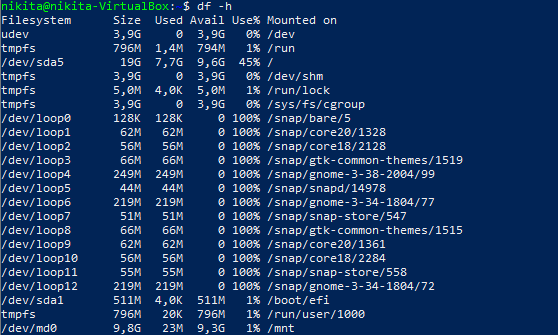 nikita@nikita-VirtualBox:~$ df -h
Filesystem      Size  Used Avail Use% Mounted on
udev            3,9G     0  3,9G   0% /dev
tmpfs           796M  1,4M  794M   1% /run
/dev/sda5        19G  7,7G  9,6G  45% /
tmpfs           3,9G     0  3,9G   0% /dev/shm
tmpfs           5,0M  4,0K  5,0M   1% /run/lock
tmpfs           3,9G     0  3,9G   0% /sys/fs/cgroup
/dev/loop0      128K  128K     0 100% /snap/bare/5
/dev/loop1       62M   62M     0 100% /snap/core20/1328
/dev/loop2       56M   56M     0 100% /snap/core18/2128
/dev/loop3       66M   66M     0 100% /snap/gtk-common-themes/1519
/dev/loop4      249M  249M     0 100% /snap/gnome-3-38-2004/99
/dev/loop5       44M   44M     0 100% /snap/snapd/14978
/dev/loop6      219M  219M     0 100% /snap/gnome-3-34-1804/77
/dev/loop7       51M   51M     0 100% /snap/snap-store/547
/dev/loop8       66M   66M     0 100% /snap/gtk-common-themes/1515
/dev/loop9       62M   62M     0 100% /snap/core20/1361
/dev/loop10      56M   56M     0 100% /snap/core18/2284
/dev/loop11      55M   55M     0 100% /snap/snap-store/558
/dev/loop12     219M  219M     0 100% /snap/gnome-3-34-1804/72
/dev/sda1       511M  4,0K  511M   1% /boot/efi
tmpfs           796M   20K  796M   1% /run/user/1000
/dev/md0        9,8G   23M  9,3G   1% /mnt